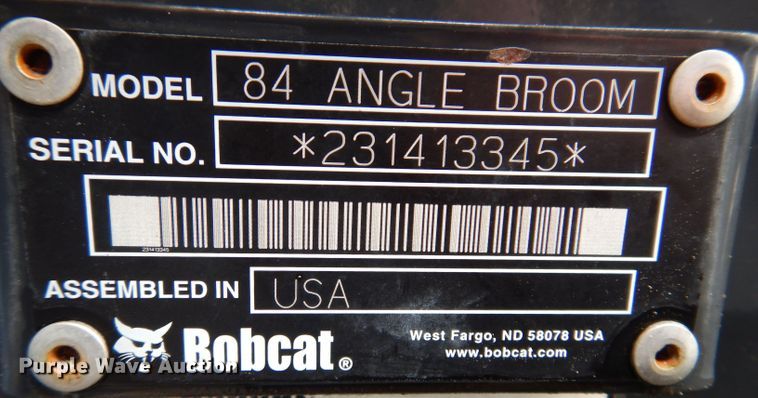 MODEL 84 ANGLE BROOM
SERIAL NO. *231413345*
231413345
ASSEMBLED IN USA
Bobcat®
West Fargo, ND 58078 USA
www.bobcat.com
Purple Wave Auction